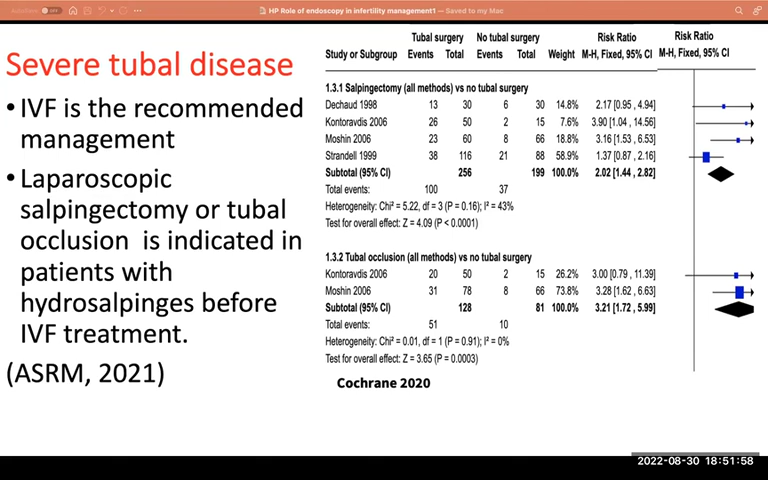 AutoSave OFF HP Role of endoscopy in infertility management1 — Saved to my Mac
Severe tubal disease
• IVF is the recommended
management
• Laparoscopic
salpingectomy or tubal
occlusion is indicated in
patients with
hydrosalpinges before
IVF treatment.
(ASRM, 2021)
Tubal surgery No tubal surgery Risk Ratio Risk Ratio
Study or Subgroup Events Total Events Total Weight M-H, Fixed, 95% CI M-H, Fixed, 95% CI
1.3.1 Salpingectomy (all methods) vs no tubal surgery
Dechaud 1998 13 30 6 30 14.8% 2.17 [0.95 , 4.94]
Kontoravdis 2006 26 50 2 15 7.6% 3.90 [1.04 , 14.56]
Moshin 2006 23 60 8 66 18.8% 3.16 [1.53 , 6.53]
Strandell 1999 38 116 21 88 58.9% 1.37 [0.87 , 2.16]
Subtotal (95% CI) 256 199 100.0% 2.02 [1.44 , 2.82]
Total events: 100 37
Heterogeneity: Chi² = 5.22, df = 3 (P = 0.16); I² = 43%
Test for overall effect: Z = 4.09 (P < 0.0001)
1.3.2 Tubal occlusion (all methods) vs no tubal surgery
Kontoravdis 2006 20 50 2 15 26.2% 3.00 [0.79 , 11.39]
Moshin 2006 31 78 8 66 73.8% 3.28 [1.62 , 6.63]
Subtotal (95% CI) 128 81 100.0% 3.21 [1.72 , 5.99]
Total events: 51 10
Heterogeneity: Chi² = 0.01, df = 1 (P = 0.91); I² = 0%
Test for overall effect: Z = 3.65 (P = 0.0003)
Cochrane 2020
2022-08-30 18:51:58